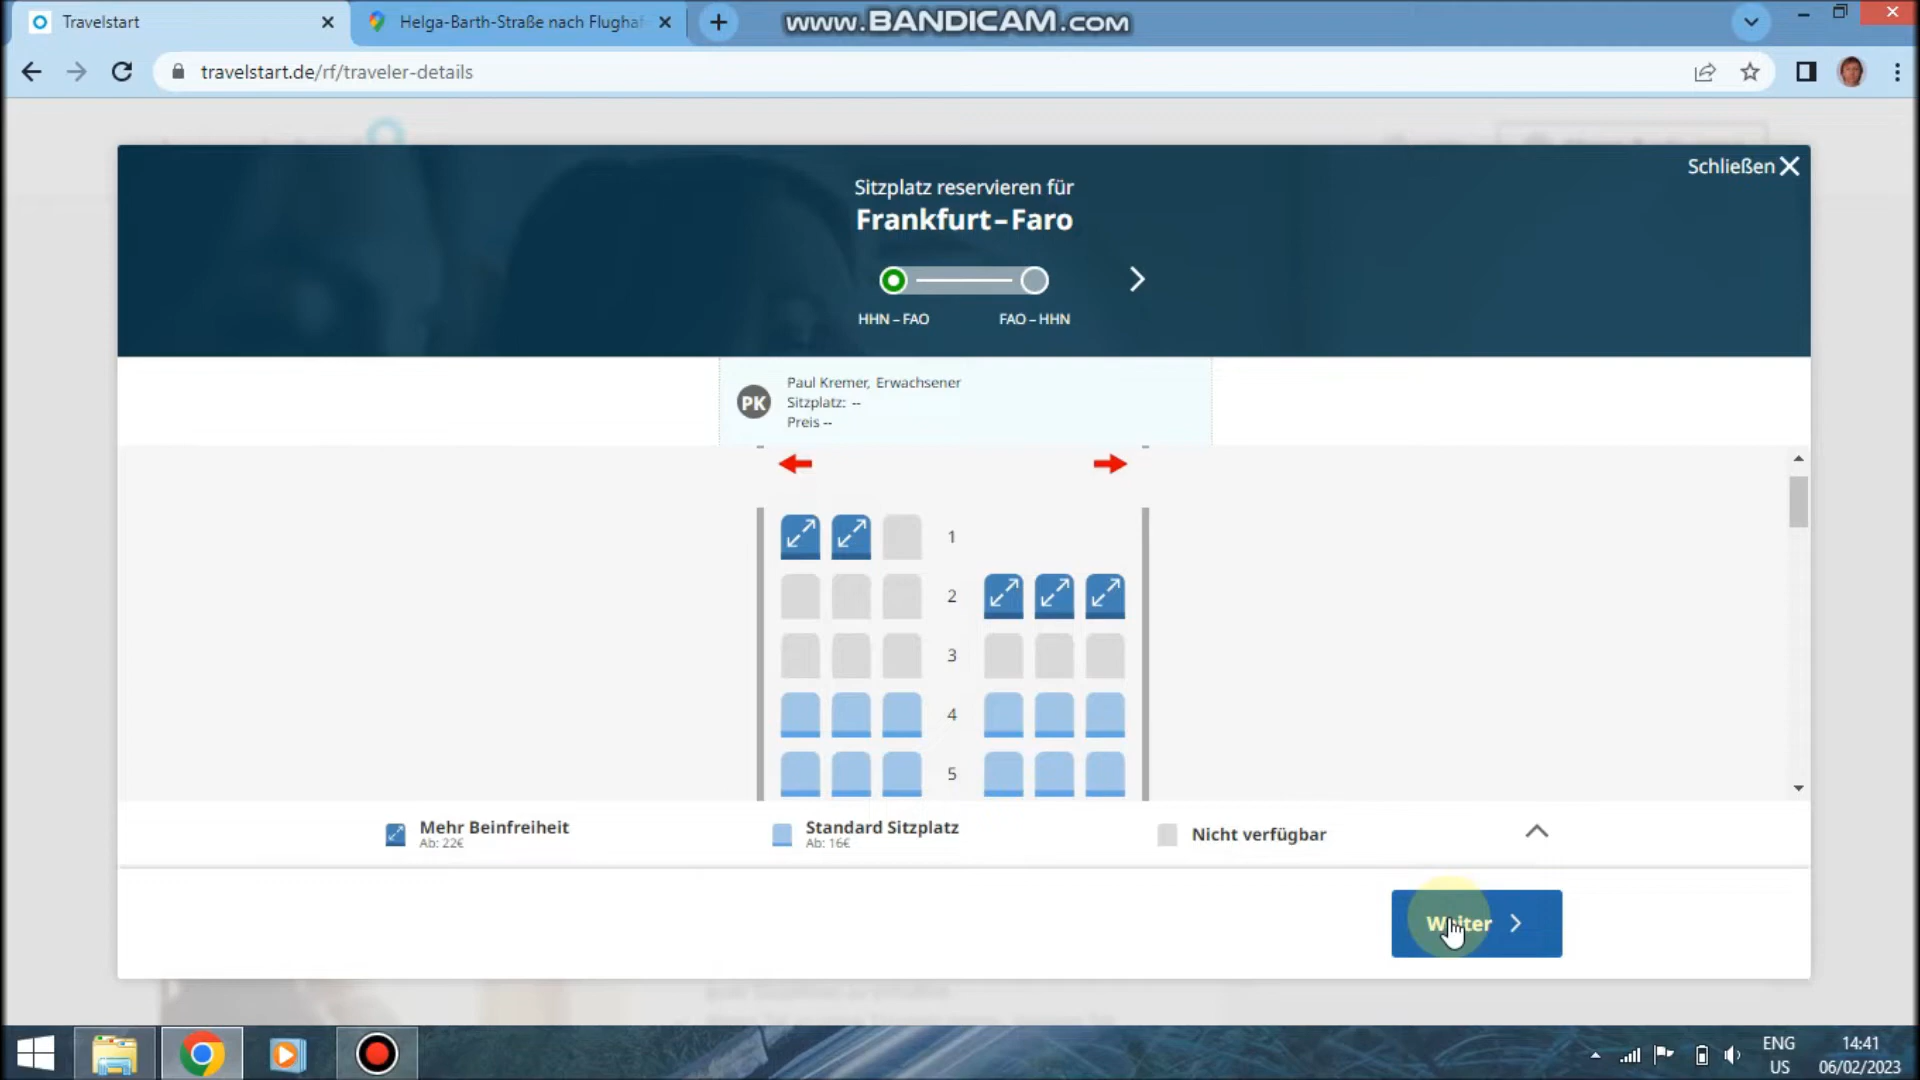 Travelstart
Helga-Barth-Straße nach Flughaf
www.BANDICAM.com
travelstart.de/rf/traveler-details
Schließen
Sitzplatz reservieren für
Frankfurt–Faro
HHN – FAO
FAO – HHN
PK
Paul Kremer, Erwachsener
Sitzplatz: --
Preis --
1
2
3
4
5
Mehr Beinfreiheit
Ab: 22€
Standard Sitzplatz
Ab: 16€
Nicht verfügbar
Weiter
ENG
US
14:41
06/02/2023